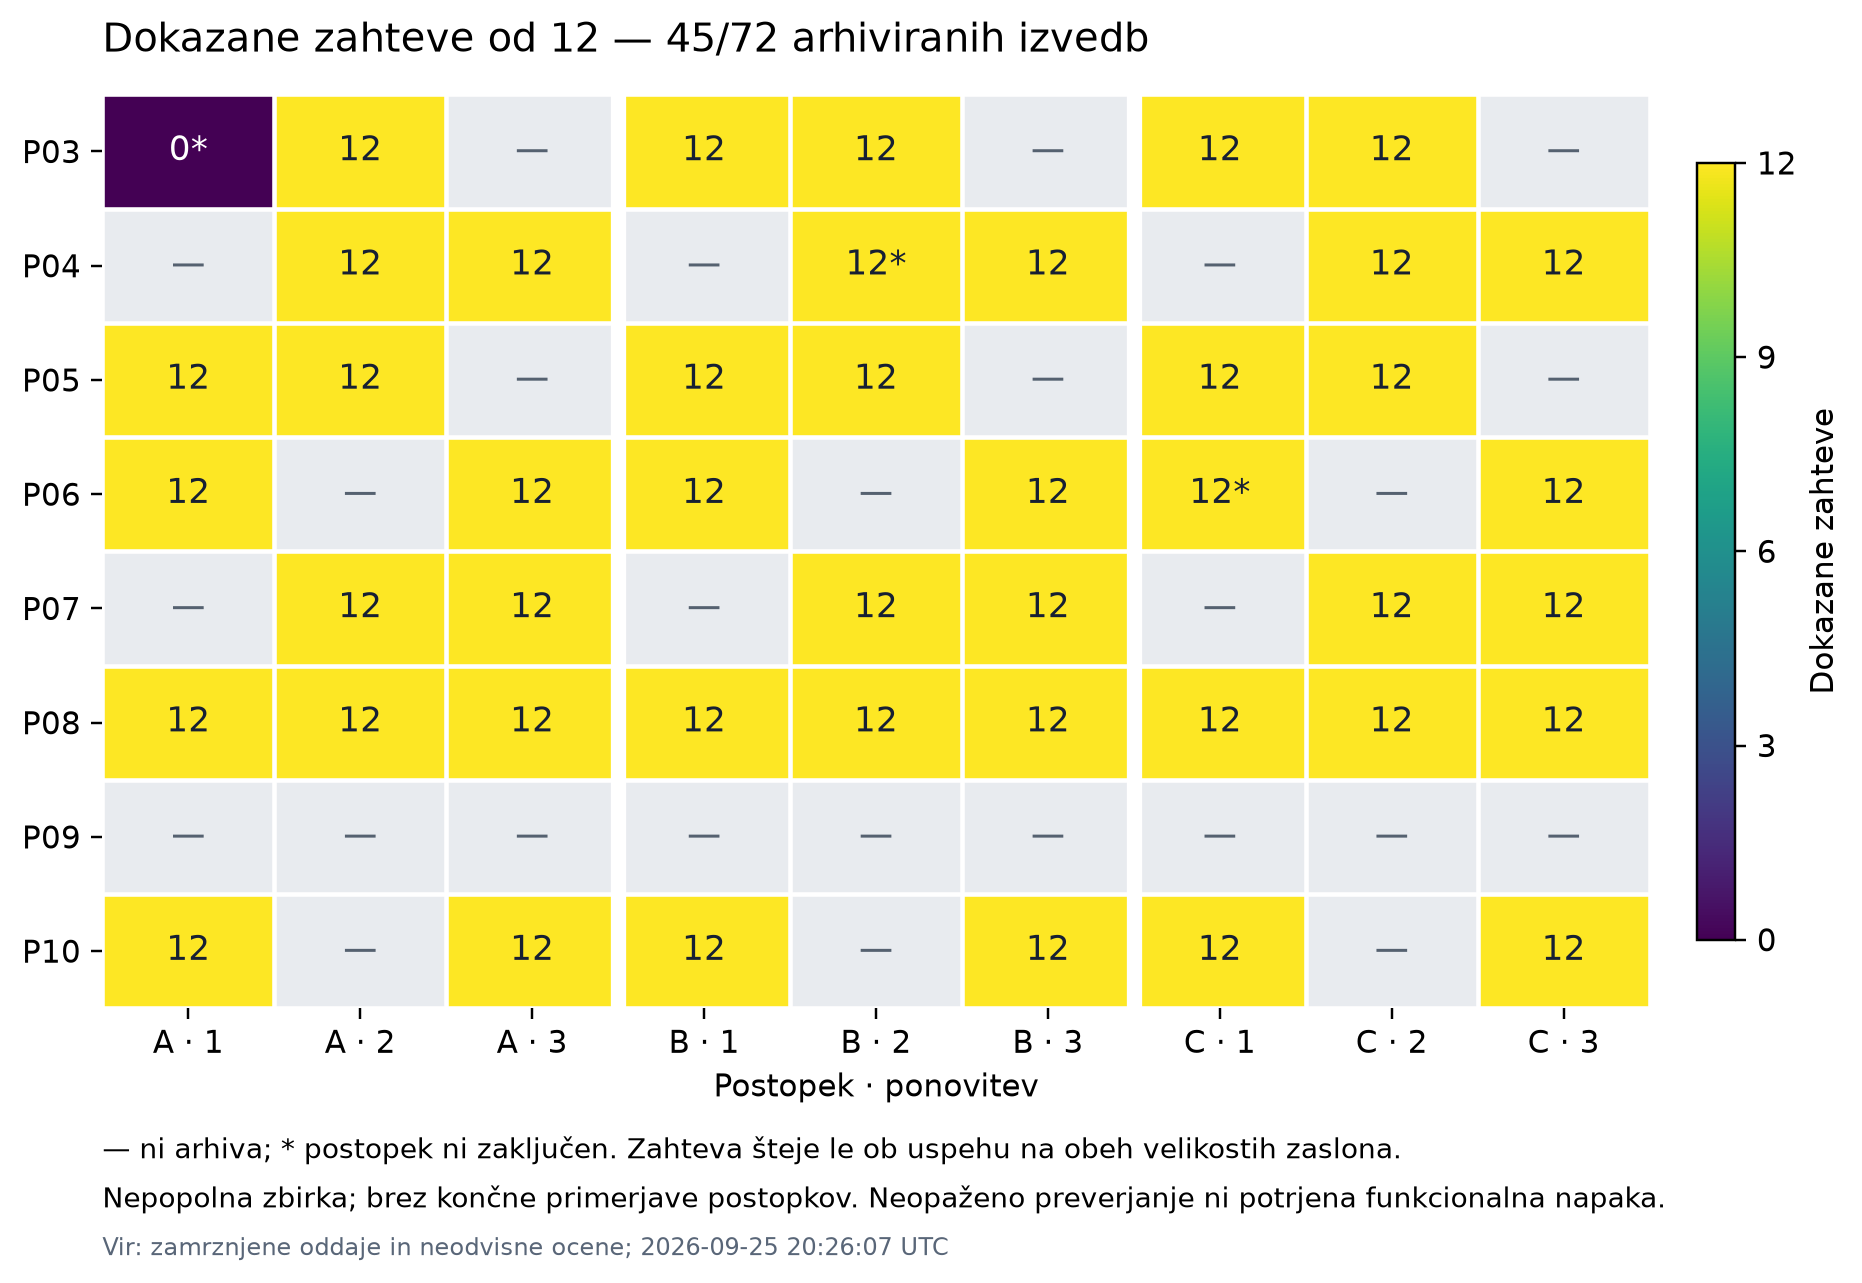 Dokazane zahteve od 12 — 45/72 arhiviranih izvedb
P03 0* 12 — 12 12 — 12 12 —
P04 — 12 12 — 12* 12 — 12 12
P05 12 12 — 12 12 — 12 12 —
P06 12 — 12 12 — 12 12* — 12
P07 — 12 12 — 12 12 — 12 12
P08 12 12 12 12 12 12 12 12 12
P09 — — — — — — — — —
P10 12 — 12 12 — 12 12 — 12
A · 1 A · 2 A · 3 B · 1 B · 2 B · 3 C · 1 C · 2 C · 3
Postopek · ponovitev
12
9
6
3
0
Dokazane zahteve
— ni arhiva; * postopek ni zaključen. Zahteva šteje le ob uspehu na obeh velikostih zaslona.
Nepopolna zbirka; brez končne primerjave postopkov. Neopaženo preverjanje ni potrjena funkcionalna napaka.
Vir: zamrznjene oddaje in neodvisne ocene; 2026-09-25 20:26:07 UTC